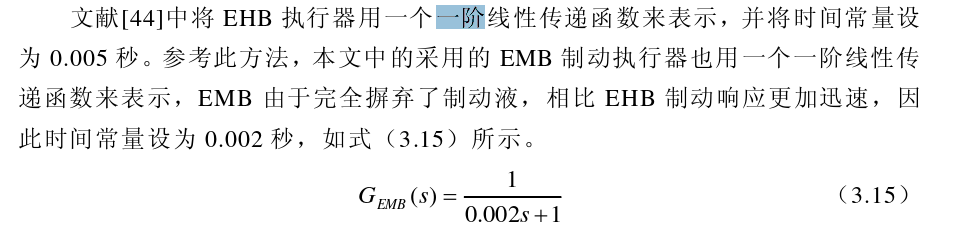 文献[44]中将 EHB 执行器用一个一阶线性传递函数来表示，并将时间常量设
为 0.005 秒。参考此方法，本文中的采用的 EMB 制动执行器也用一个一阶线性传
递函数来表示，EMB 由于完全摒弃了制动液，相比 EHB 制动响应更加迅速，因
此时间常量设为 0.002 秒，如式（3.15）所示。
G_{EMB}(s) = \frac{1}{0.002s+1} （3.15）